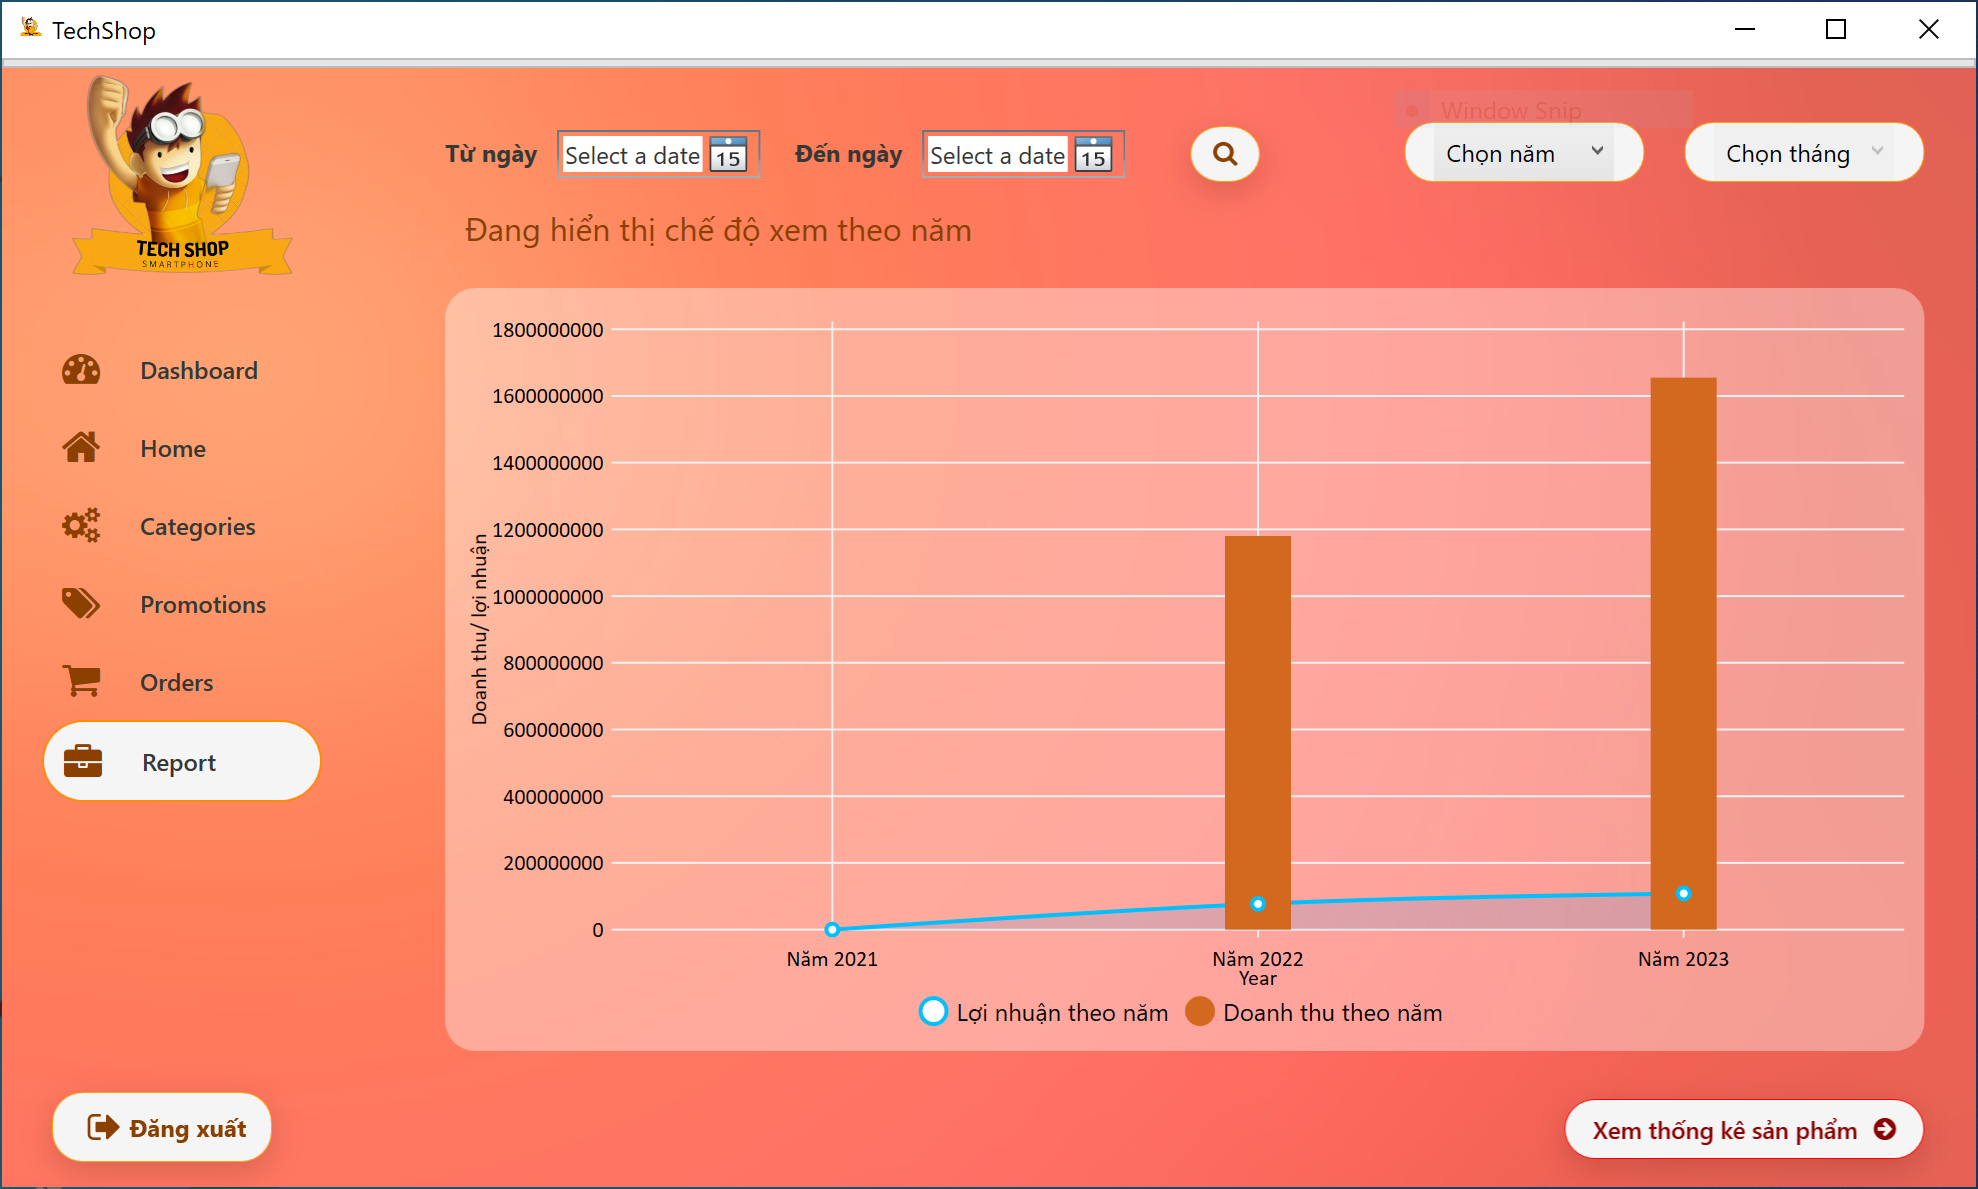 TechShop
Window Snip
Từ ngày Select a date 15 Đến ngày Select a date 15 Chọn năm Chọn tháng
TECH SHOP
SMARTPHONE
Đang hiển thị chế độ xem theo năm
Dashboard
Home
Categories
Promotions
Orders
Report
Doanh thu/ lợi nhuận
1800000000
1600000000
1400000000
1200000000
1000000000
800000000
600000000
400000000
200000000
0
Năm 2021 Năm 2022 Năm 2023
Year
Lợi nhuận theo năm Doanh thu theo năm
Đăng xuất
Xem thống kê sản phẩm